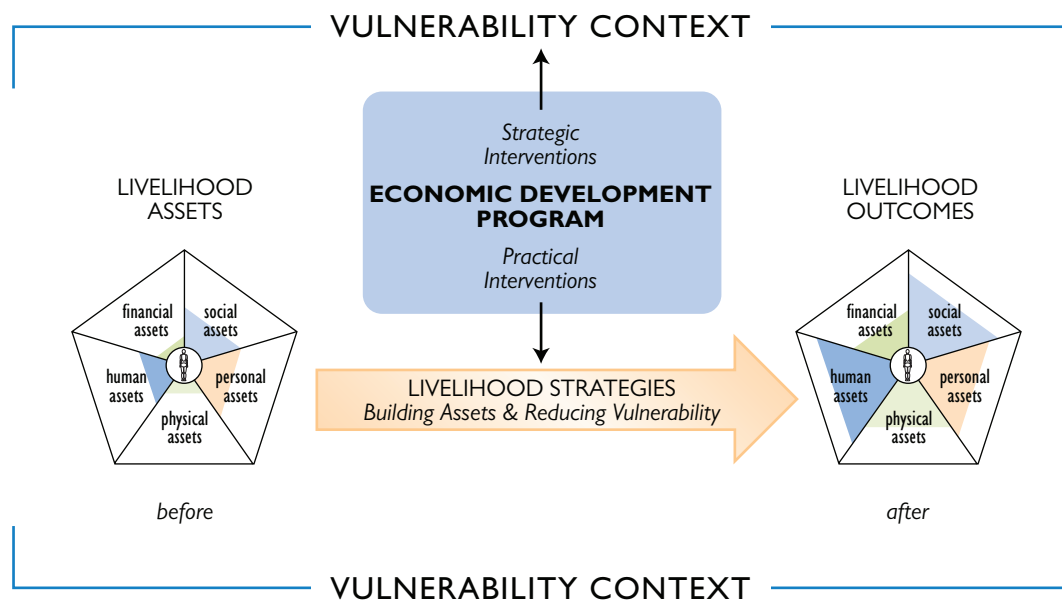 VULNERABILITY CONTEXT
Strategic
Interventions
ECONOMIC DEVELOPMENT
PROGRAM
Practical
Interventions
LIVELIHOOD
ASSETS
financial
assets
social
assets
human
assets
personal
assets
physical
assets
before
LIVELIHOOD STRATEGIES
Building Assets & Reducing Vulnerability
LIVELIHOOD
OUTCOMES
financial
assets
social
assets
human
assets
personal
assets
physical
assets
after
VULNERABILITY CONTEXT